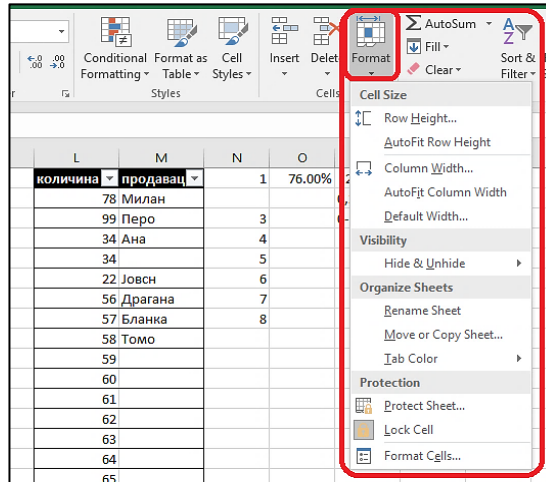 AutoSum
Fill
Clear
Conditional Formatting
Format as Table
Cell Styles
Insert
Delet
Format
Sort & Filter
Styles
Cells
L M N O
количина продавац 1 76.00%
78 Милан
99 Перо 3
34 Ана 4
34 5
22 Јовсн 6
56 Драгана 7
57 Бланка 8
58 Томо
59
60
61
62
63
64
65
Cell Size
Row Height...
AutoFit Row Height
Column Width...
AutoFit Column Width
Default Width...
Visibility
Hide & Unhide
Organize Sheets
Rename Sheet
Move or Copy Sheet...
Tab Color
Protection
Protect Sheet...
Lock Cell
Format Cells...